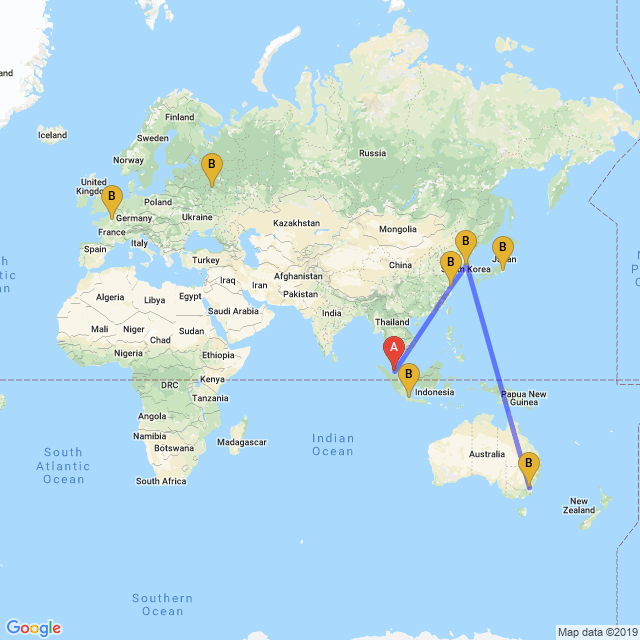 Iceland
Finland
Sweden
Norway
Russia
B
B
United
Kingdom
Poland
Germany
Ukraine
France
Kazakhstan
Mongolia
Italy
Spain
Turkey
B
B
B
Japan
South Korea
China
Afghanistan
Iraq
Iran
Pakistan
Algeria
Libya
Egypt
Saudi Arabia
India
Thailand
Mali
Niger
Sudan
Chad
Nigeria
Ethiopia
A
B
DRC
Kenya
Indonesia
Papua New
Guinea
Tanzania
Angola
Namibia
Botswana
Madagascar
Indian
Ocean
South
Atlantic
Ocean
Australia
B
South Africa
New
Zealand
Southern
Ocean
Google
Map data ©2019